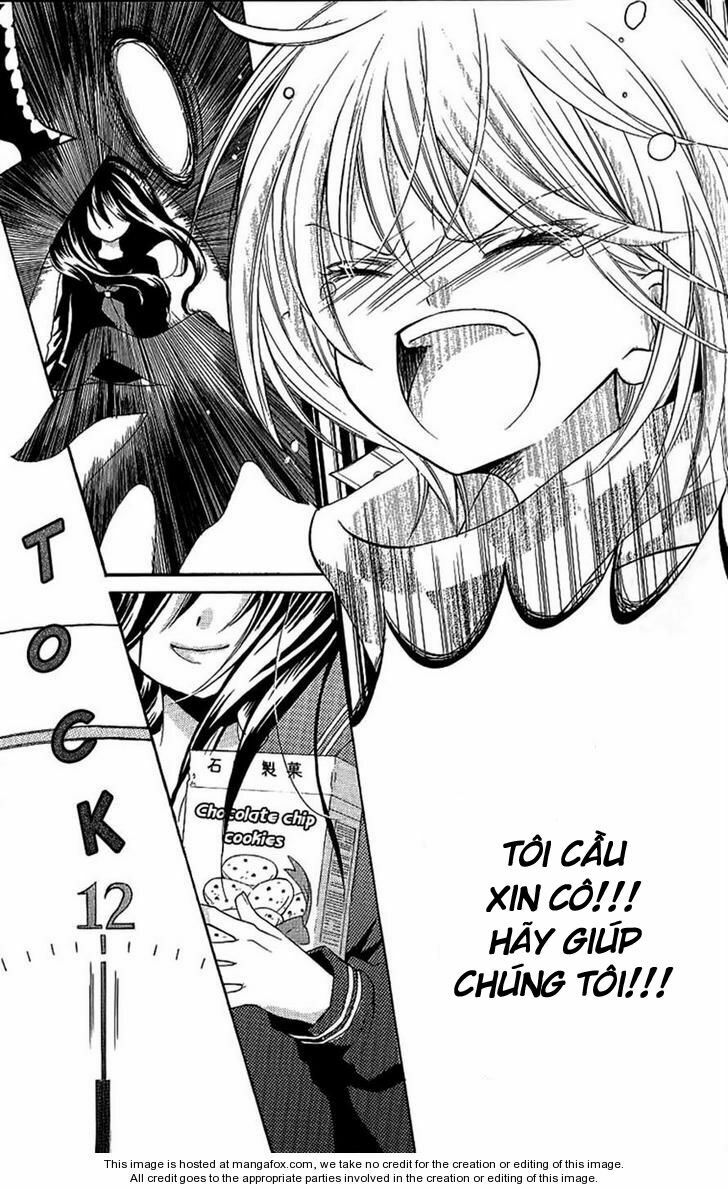 TOCK
12
石 製菓
Chocolate chip
cookies
TÔI CẦU
XIN CÔ!!!
HÃY GIÚP
CHÚNG TÔI!!!
This image is hosted at mangafox.com, we take no credit for the creation or editing of this image.
All credit goes to the appropriate parties involved in the creation or editing of this image.